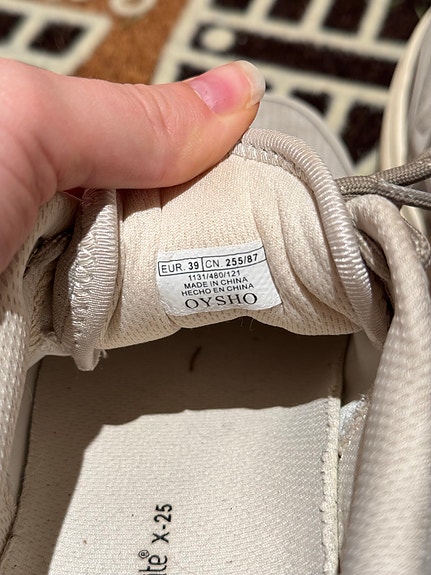 EUR. 39 CN 255/87
1131/480/121
MADE IN CHINA
HECHO EN CHINA
OYSHO
X-25